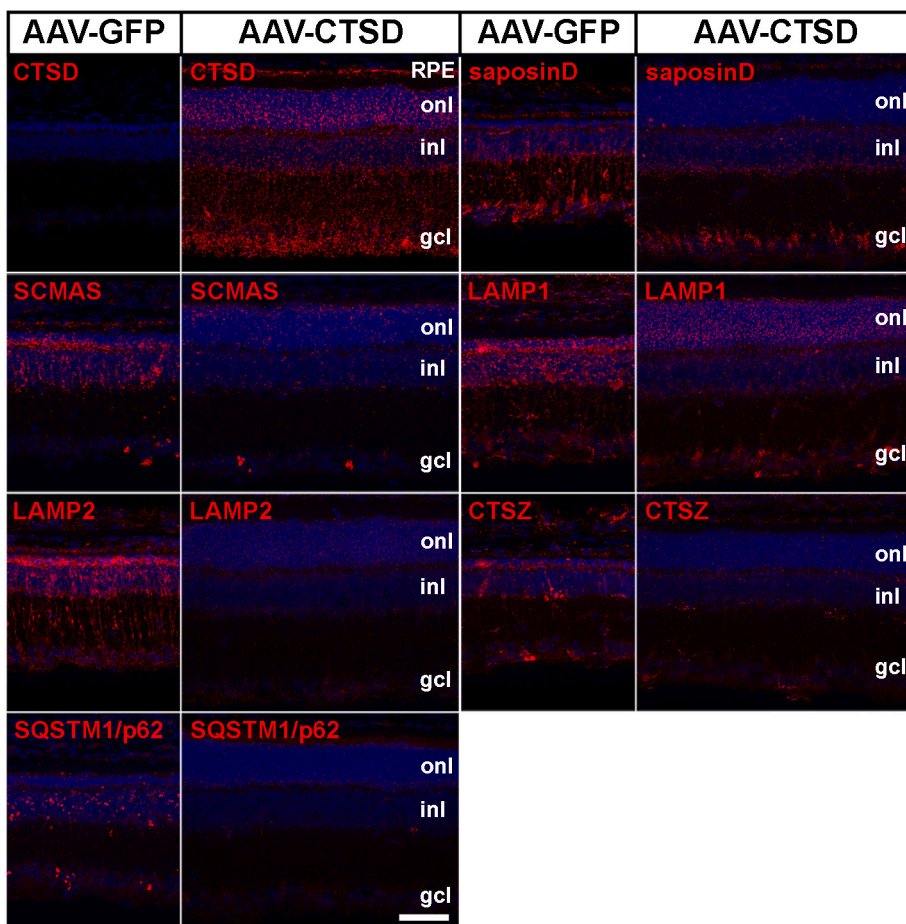 AAV-GFP AAV-CTSD AAV-GFP AAV-CTSD
CTSD CTSD RPE saposinD saposinD
onl onl
inl inl
gcl gcl
SCMAS SCMAS LAMP1 LAMP1
onl onl
inl inl
gcl gcl
LAMP2 LAMP2 CTSZ CTSZ
onl onl
inl inl
gcl gcl
SQSTM1/p62 SQSTM1/p62
onl
inl
gcl